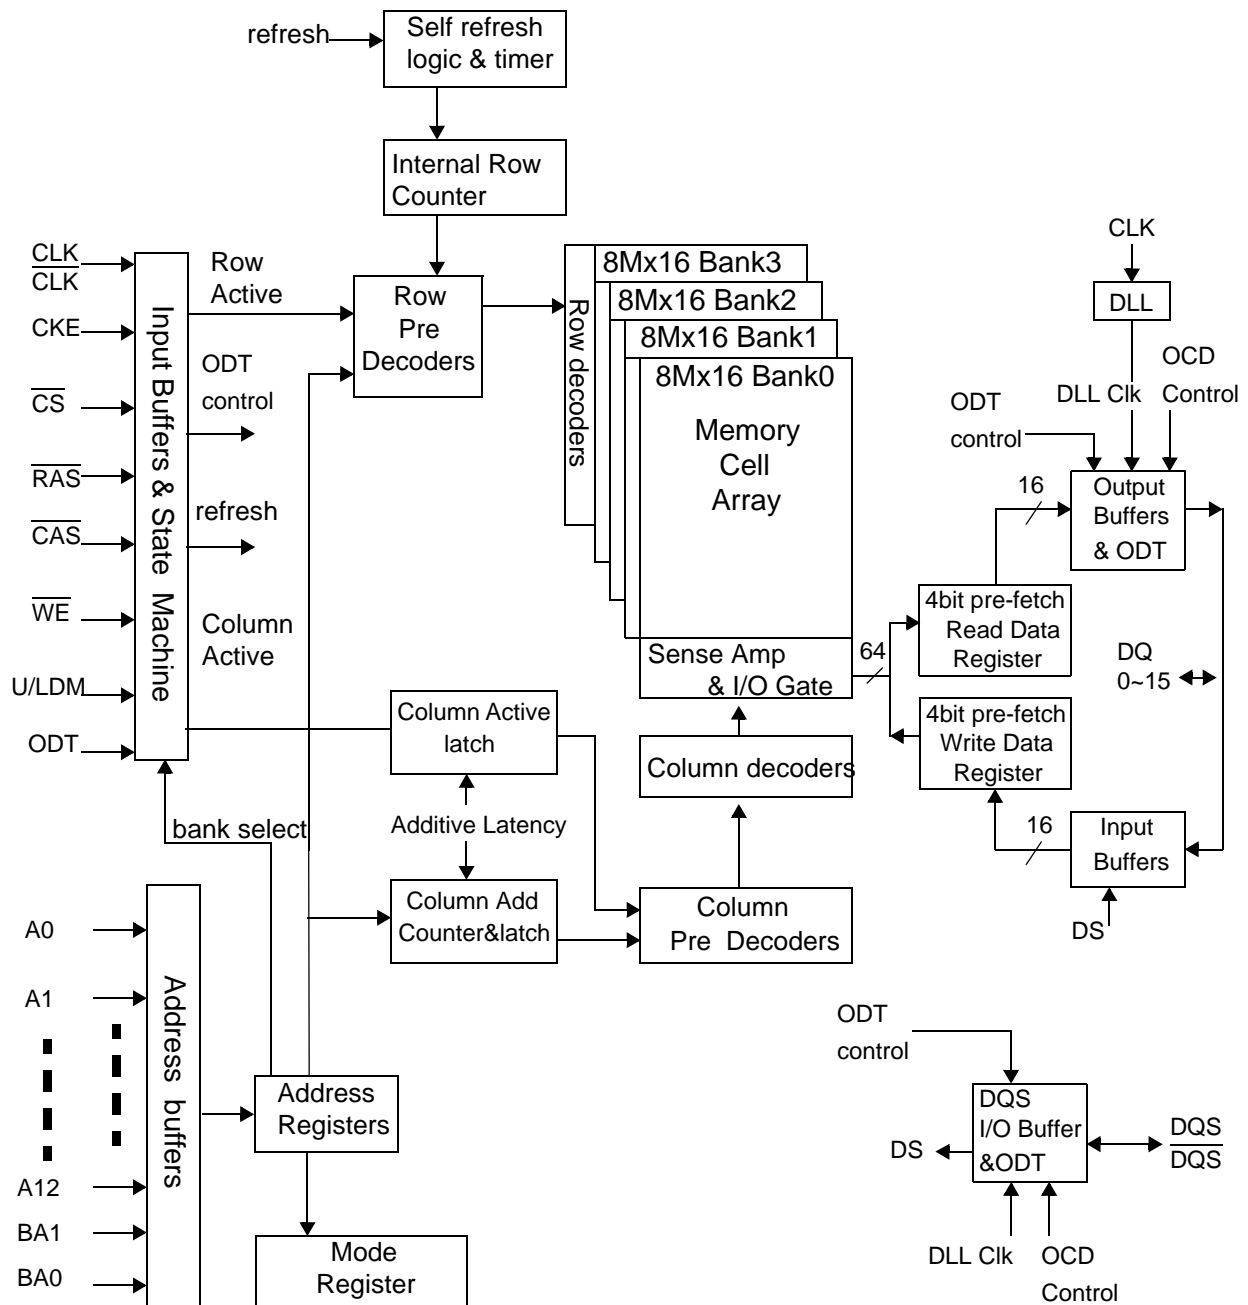 refresh
Self refresh
logic & timer
Internal Row
Counter
CLK
CLK
CKE
CS
RAS
CAS
WE
U/LDM
ODT
Input Buffers & State Machine
Row
Active
ODT
control
refresh
Column
Active
bank select
Row
Pre
Decoders
Row decoders
8Mx16 Bank3
8Mx16 Bank2
8Mx16 Bank1
8Mx16 Bank0
Memory
Cell
Array
Sense Amp
& I/O Gate
64
Column Active
latch
Additive Latency
Column Add
Counter&latch
Column decoders
Column
Pre Decoders
CLK
DLL
DLL Clk
OCD
Control
ODT
control
16
Output
Buffers
& ODT
4bit pre-fetch
Read Data
Register
DQ
0~15
4bit pre-fetch
Write Data
Register
16
Input
Buffers
DS
A0
A1
A12
BA1
BA0
Address buffers
Address
Registers
Mode
Register
ODT
control
DQS
I/O Buffer
&ODT
DS
DQS
DQS
DLL Clk
OCD
Control